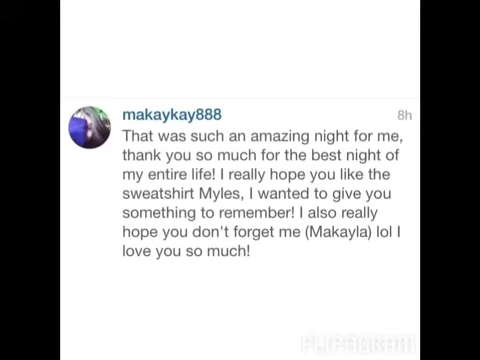 makaykay888 8h
That was such an amazing night for me,
thank you so much for the best night of
my entire life! I really hope you like the
sweatshirt Myles, I wanted to give you
something to remember! I also really
hope you don't forget me (Makayla) lol I
love you so much!
FLIPAGRAM